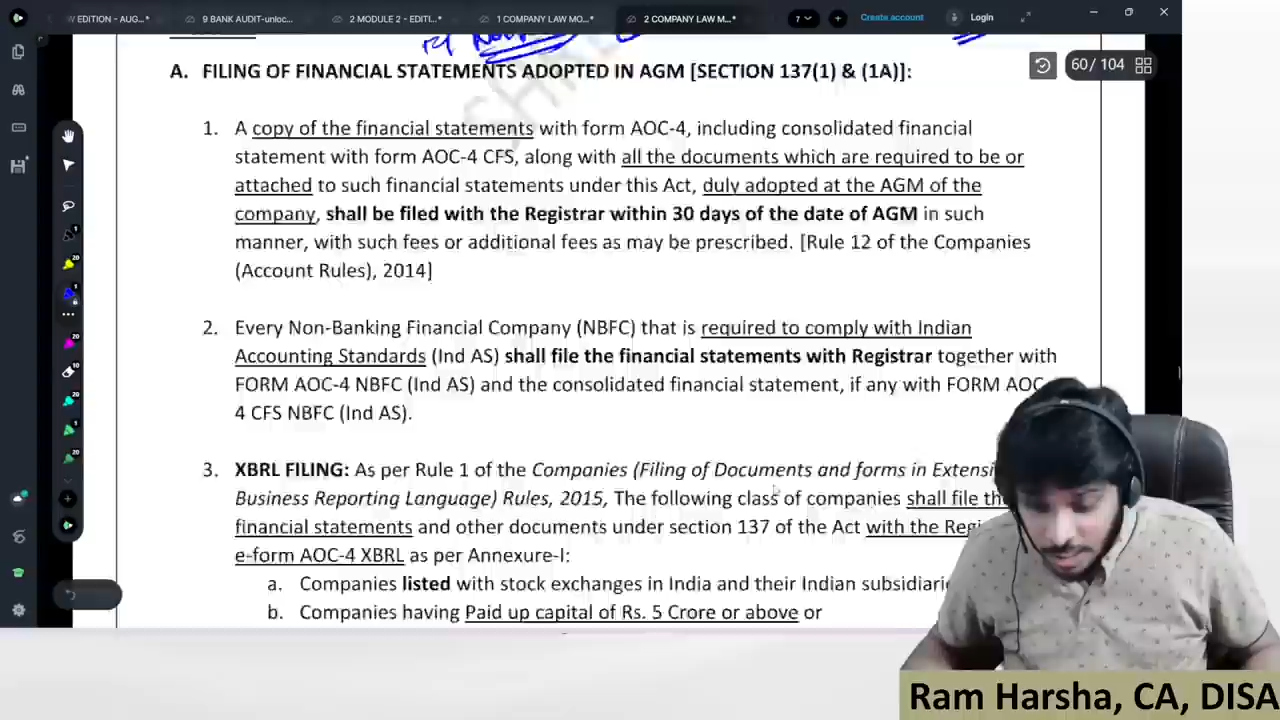 W EDITION - AUG...*
9 BANK AUDIT-unloc...
2 MODULE 2 - EDITI...*
1 COMPANY LAW MO...*
2 COMPANY LAW M...*
7
Create account
Login
60 / 104
A. FILING OF FINANCIAL STATEMENTS ADOPTED IN AGM [SECTION 137(1) & (1A)]:
1. A copy of the financial statements with form AOC-4, including consolidated financial
statement with form AOC-4 CFS, along with all the documents which are required to be or
attached to such financial statements under this Act, duly adopted at the AGM of the
company, shall be filed with the Registrar within 30 days of the date of AGM in such
manner, with such fees or additional fees as may be prescribed. [Rule 12 of the Companies
(Account Rules), 2014]
2. Every Non-Banking Financial Company (NBFC) that is required to comply with Indian
Accounting Standards (Ind AS) shall file the financial statements with Registrar together with
FORM AOC-4 NBFC (Ind AS) and the consolidated financial statement, if any with FORM AOC-
4 CFS NBFC (Ind AS).
3. XBRL FILING: As per Rule 1 of the Companies (Filing of Documents and forms in Extensi
Business Reporting Language) Rules, 2015, The following class of companies shall file th
financial statements and other documents under section 137 of the Act with the Regi
e-form AOC-4 XBRL as per Annexure-I:
a. Companies listed with stock exchanges in India and their Indian subsidiari
b. Companies having Paid up capital of Rs. 5 Crore or above or
Ram Harsha, CA, DISA